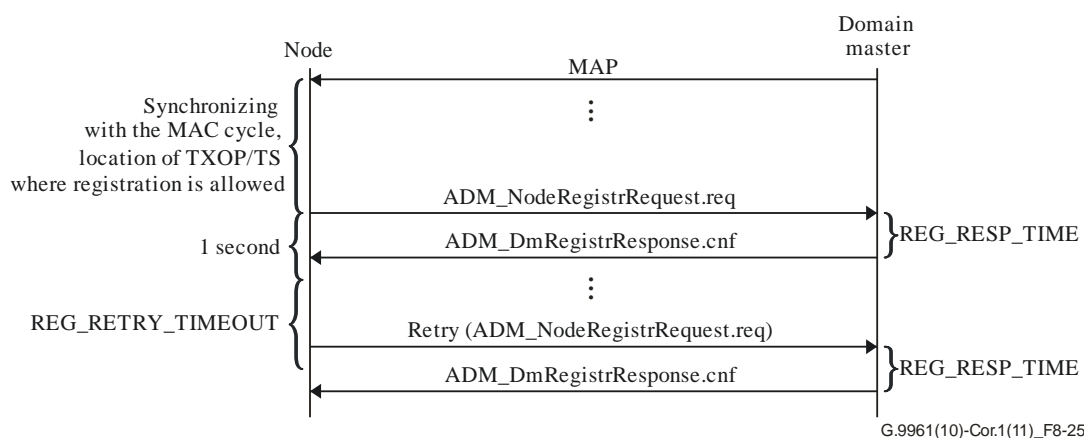 Domain
master
Node
MAP
Synchronizing
with the MAC cycle,
location of TXOP/TS
where registration is allowed
ADM_NodeRegistrRequest.req
1 second
ADM_DmRegistrResponse.cnf
REG_RESP_TIME
REG_RETRY_TIMEOUT
Retry (ADM_NodeRegistrRequest.req)
ADM_DmRegistrResponse.cnf
REG_RESP_TIME
G.9961(10)-Cor.1(11)_F8-25